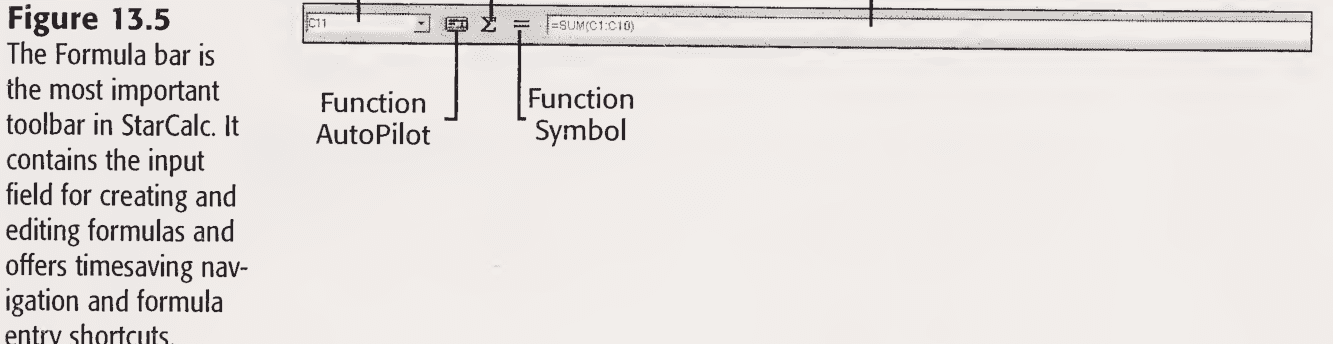 Figure 13.5
The Formula bar is
the most important
toolbar in StarCalc. It
contains the input
field for creating and
editing formulas and
offers timesaving nav-
igation and formula
entry shortcuts.
C11 Σ = =SUM(C1:C10)
Function
AutoPilot
Function
Symbol